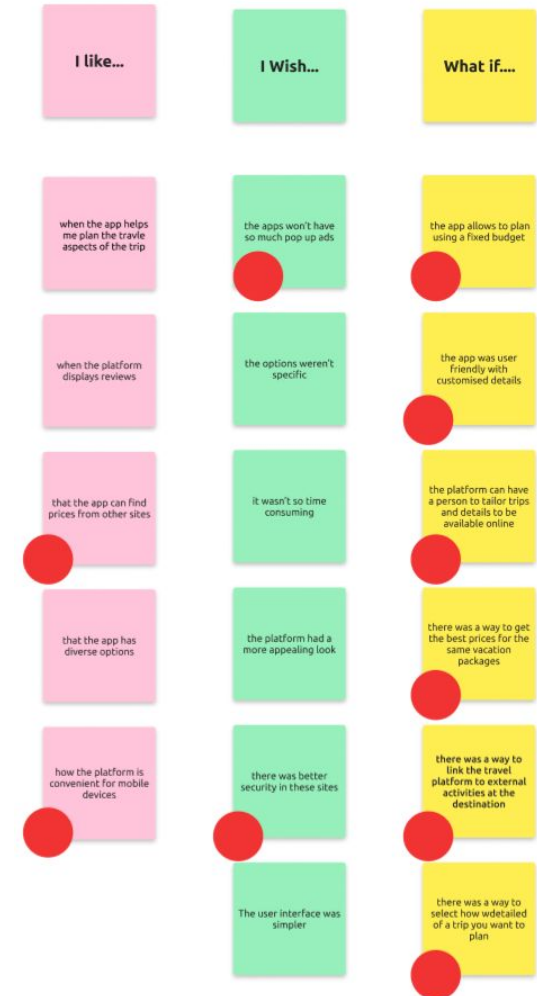 I like...
I Wish...
What if....
when the app helps
me plan the travle
aspects of the trip
the apps won't have
so much pop up ads
the app allows to plan
using a fixed budget
when the platform
displays reviews
the options weren't
specific
the app was user
friendly with
customised details
that the app can find
prices from other sites
it wasn't so time
consuming
the platform can have
a person to tailor trips
and details to be
available online
that the app has
diverse options
the platform had a
more appealing look
there was a way to get
the best prices for the
same vacation
packages
how the platform is
convenient for mobile
devices
there was better
security in these sites
there was a way to
link the travel
platform to external
activities at the
destination
The user interface was
simpler
there was a way to
select how wdetailed
of a trip you want to
plan